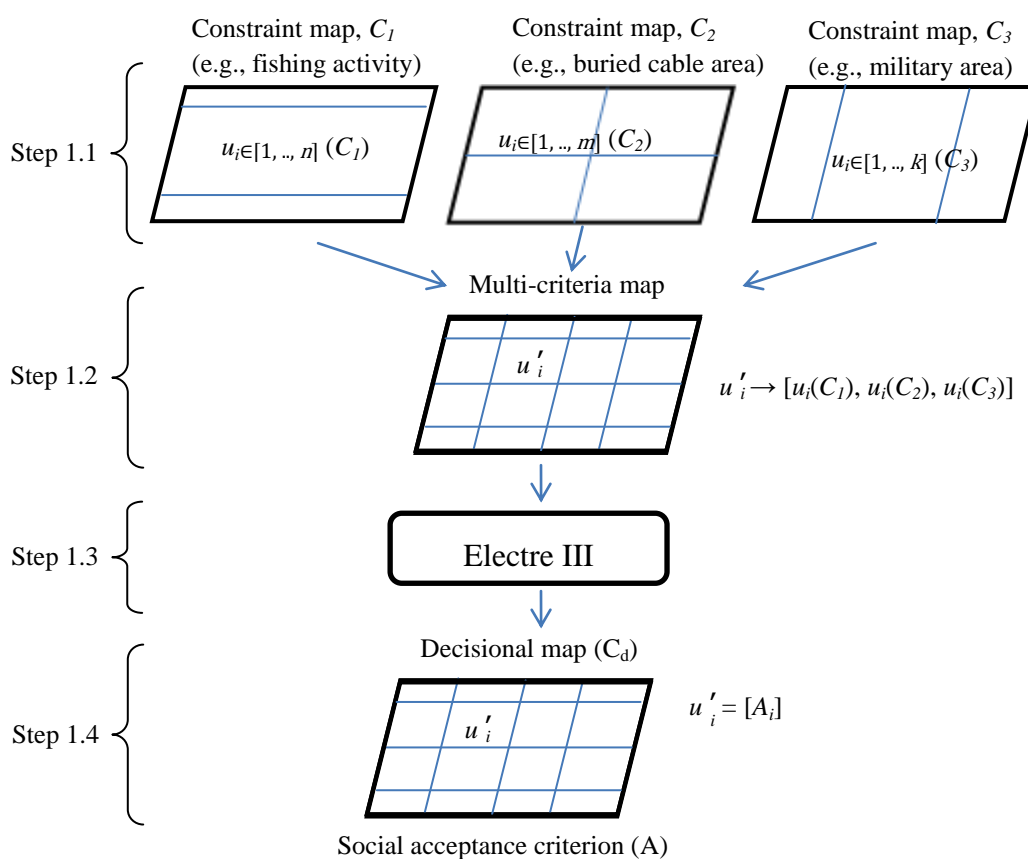 Constraint map, C1
(e.g., fishing activity)
Constraint map, C2
(e.g., buried cable area)
Constraint map, C3
(e.g., military area)
Step 1.1
ui∈[1, .., n] (C1)
ui∈[1, .., m] (C2)
ui∈[1, .., k] (C3)
Multi-criteria map
Step 1.2
u′i
u′i → [ui(C1), ui(C2), ui(C3)]
Step 1.3
Electre III
Decisional map (Cd)
Step 1.4
u′i
u′i = [Ai]
Social acceptance criterion (A)